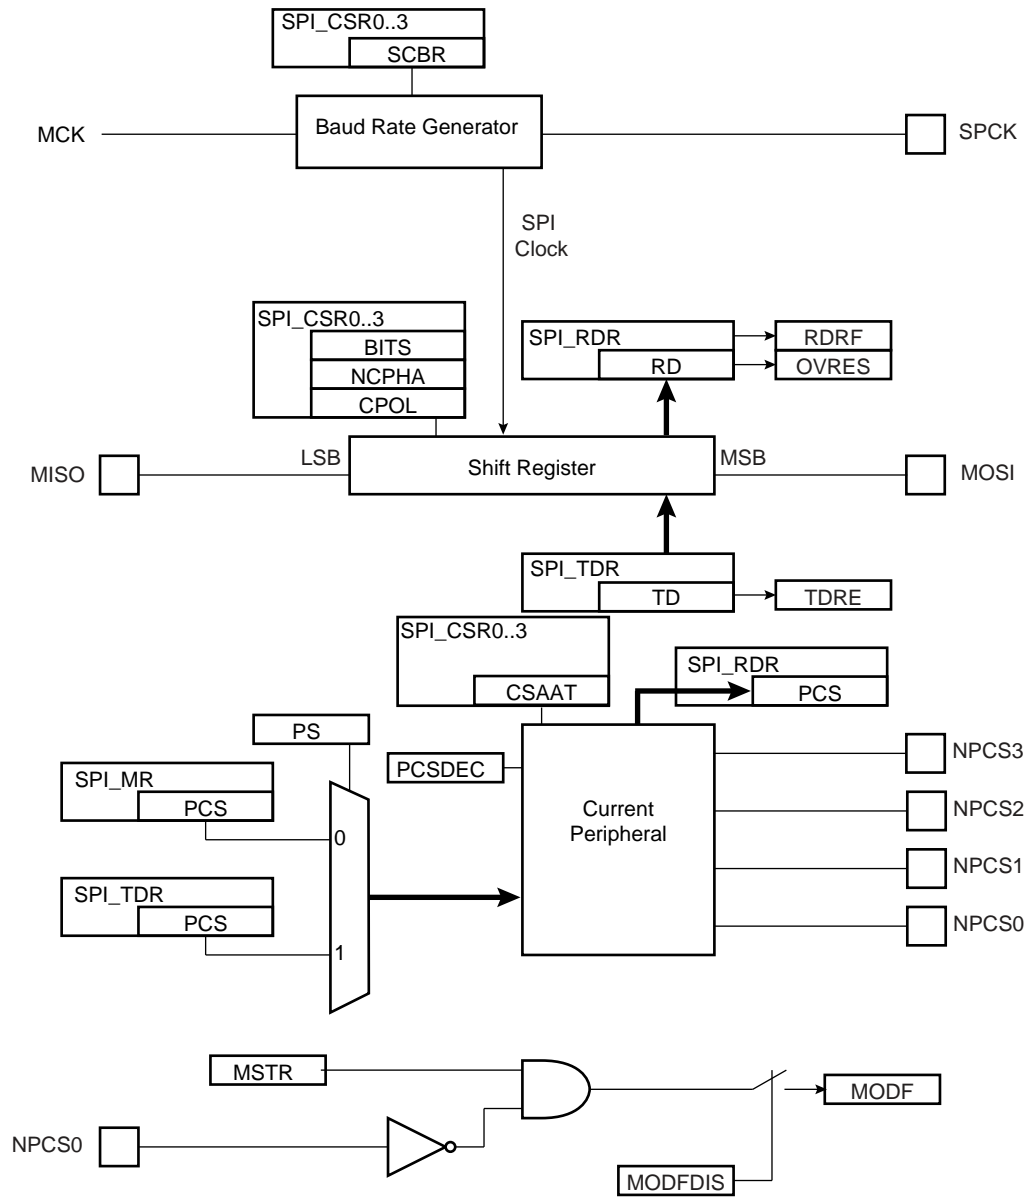 SPI_CSR0..3
SCBR
MCK
Baud Rate Generator
SPCK
SPI
Clock
SPI_CSR0..3
BITS
NCPHA
CPOL
SPI_RDR
RD
RDRF
OVRES
MISO
LSB
Shift Register
MSB
MOSI
SPI_TDR
TD
TDRE
SPI_CSR0..3
CSAAT
SPI_RDR
PCS
PS
PCSDEC
SPI_MR
PCS
0
Current
Peripheral
NPCS3
NPCS2
NPCS1
NPCS0
SPI_TDR
PCS
1
MSTR
MODF
NPCS0
MODFDIS